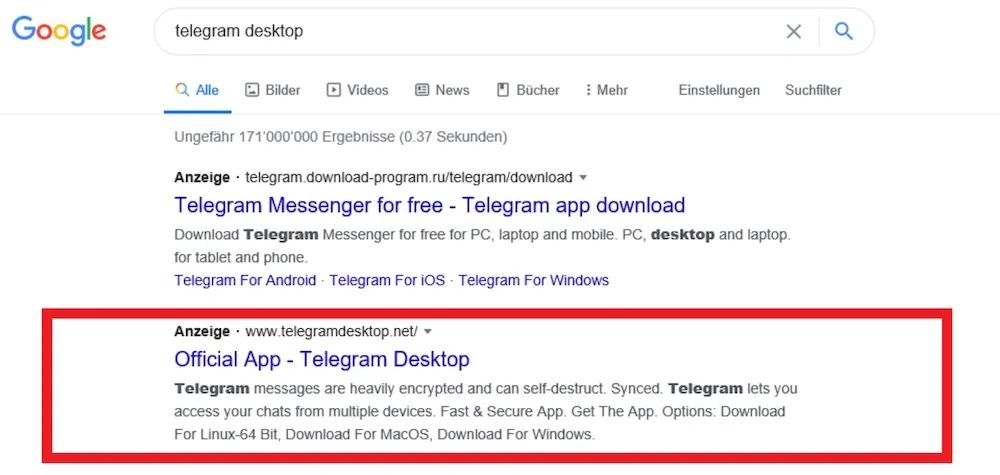 Google
telegram desktop
Alle Bilder Videos News Bücher Mehr Einstellungen Suchfilter
Ungefähr 171’000’000 Ergebnisse (0.37 Sekunden)
Anzeige · telegram.download-program.ru/telegram/download
Telegram Messenger for free - Telegram app download
Download Telegram Messenger for free for PC, laptop and mobile. PC, desktop and laptop.
for tablet and phone.
Telegram For Android · Telegram For iOS · Telegram For Windows
Anzeige · www.telegramdesktop.net/
Official App - Telegram Desktop
Telegram messages are heavily encrypted and can self-destruct. Synced. Telegram lets you
access your chats from multiple devices. Fast & Secure App. Get The App. Options: Download
For Linux-64 Bit, Download For MacOS, Download For Windows.